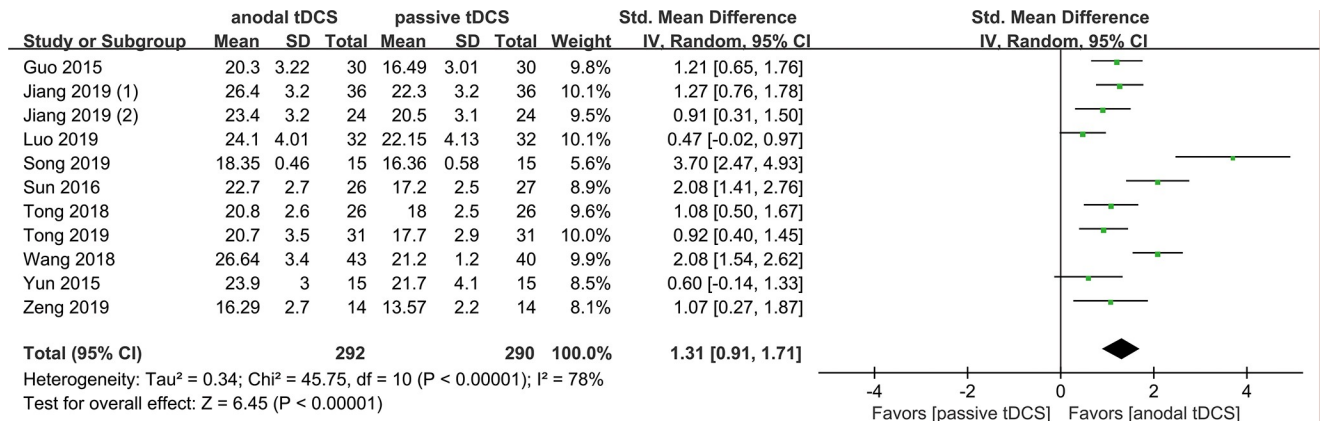 anodal tDCS passive tDCS Std. Mean Difference Std. Mean Difference
Study or Subgroup Mean SD Total Mean SD Total Weight IV, Random, 95% CI IV, Random, 95% CI
Guo 2015 20.3 3.22 30 16.49 3.01 30 9.8% 1.21 [0.65, 1.76]
Jiang 2019 (1) 26.4 3.2 36 22.3 3.2 36 10.1% 1.27 [0.76, 1.78]
Jiang 2019 (2) 23.4 3.2 24 20.5 3.1 24 9.5% 0.91 [0.31, 1.50]
Luo 2019 24.1 4.01 32 22.15 4.13 32 10.1% 0.47 [-0.02, 0.97]
Song 2019 18.35 0.46 15 16.36 0.58 15 5.6% 3.70 [2.47, 4.93]
Sun 2016 22.7 2.7 26 17.2 2.5 27 8.9% 2.08 [1.41, 2.76]
Tong 2018 20.8 2.6 26 18 2.5 26 9.6% 1.08 [0.50, 1.67]
Tong 2019 20.7 3.5 31 17.7 2.9 31 10.0% 0.92 [0.40, 1.45]
Wang 2018 26.64 3.4 43 21.2 1.2 40 9.9% 2.08 [1.54, 2.62]
Yun 2015 23.9 3 15 21.7 4.1 15 8.5% 0.60 [-0.14, 1.33]
Zeng 2019 16.29 2.7 14 13.57 2.2 14 8.1% 1.07 [0.27, 1.87]
Total (95% CI) 292 290 100.0% 1.31 [0.91, 1.71]
Heterogeneity: Tau² = 0.34; Chi² = 45.75, df = 10 (P < 0.00001); I² = 78%
Test for overall effect: Z = 6.45 (P < 0.00001)
-4 -2 0 2 4
Favors [passive tDCS] Favors [anodal tDCS]